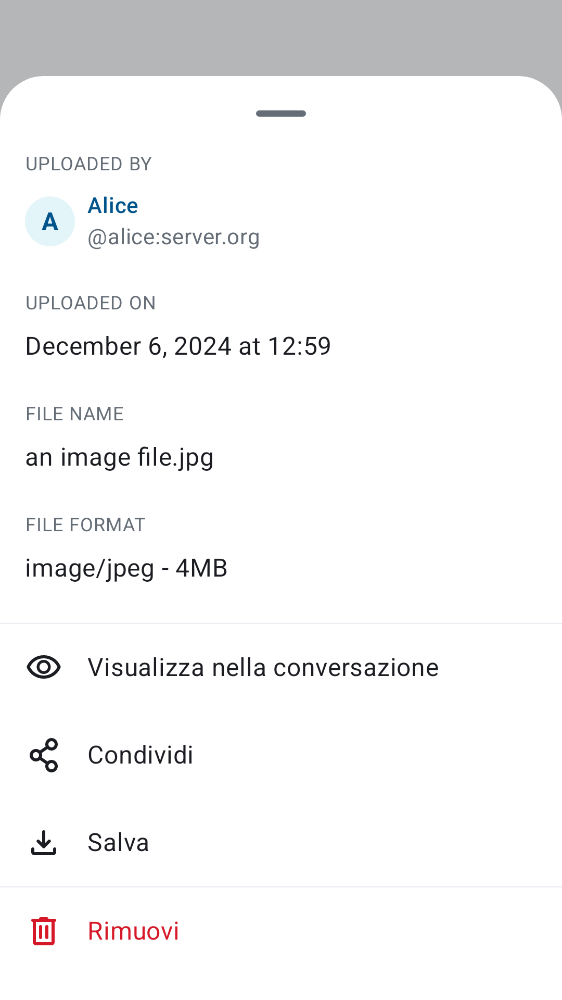 UPLOADED BY
A
Alice
@alice:server.org
UPLOADED ON
December 6, 2024 at 12:59
FILE NAME
an image file.jpg
FILE FORMAT
image/jpeg - 4MB
Visualizza nella conversazione
Condividi
Salva
Rimuovi